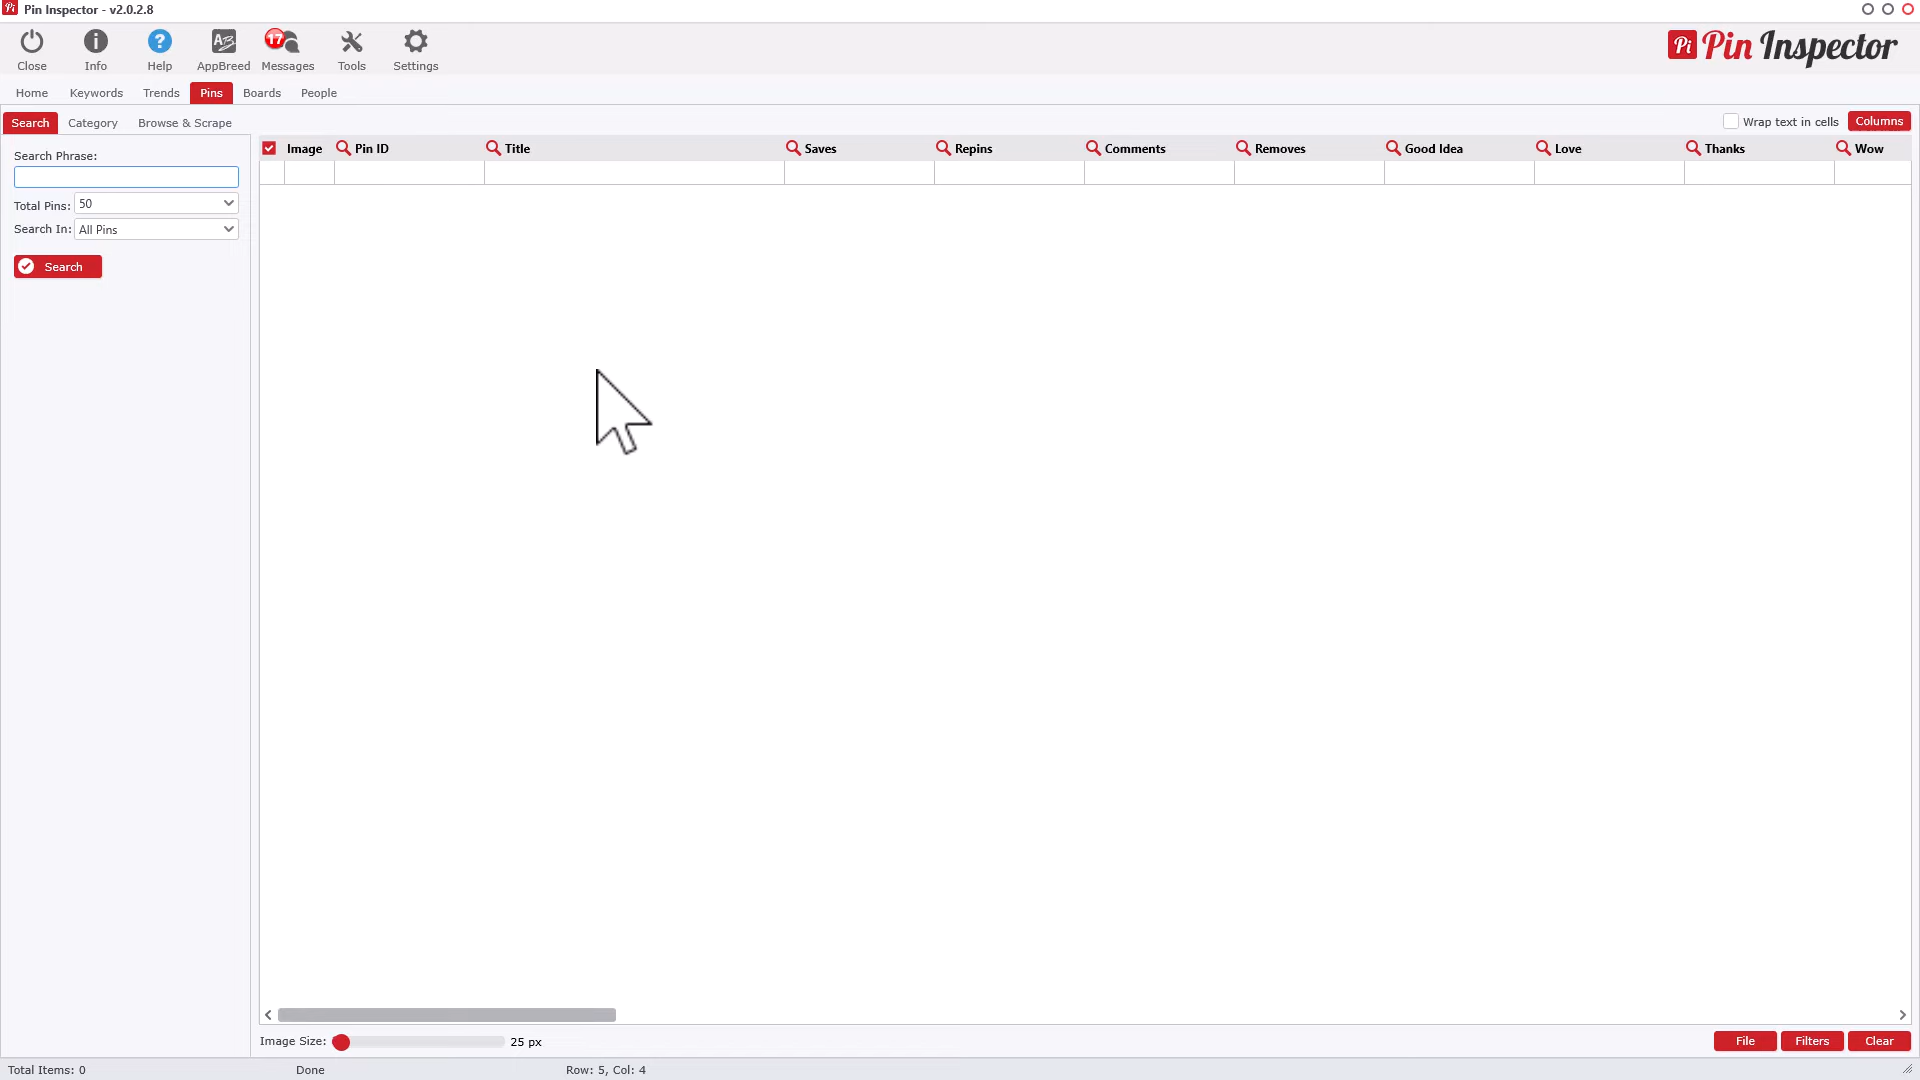 Pi Pin Inspector - v2.0.2.8
Close Info Help AppBreed Messages Tools Settings
AB 17
Pi Pin Inspector
Home Keywords Trends Pins Boards People
Search Category Browse & Scrape
Wrap text in cells Columns
Image Pin ID Title Saves Repins Comments Removes Good Idea Love Thanks Wow
Search Phrase:
Total Pins: 50
Search In: All Pins
Search
Image Size: 25 px
File Filters Clear
Total Items: 0 Done Row: 5, Col: 4